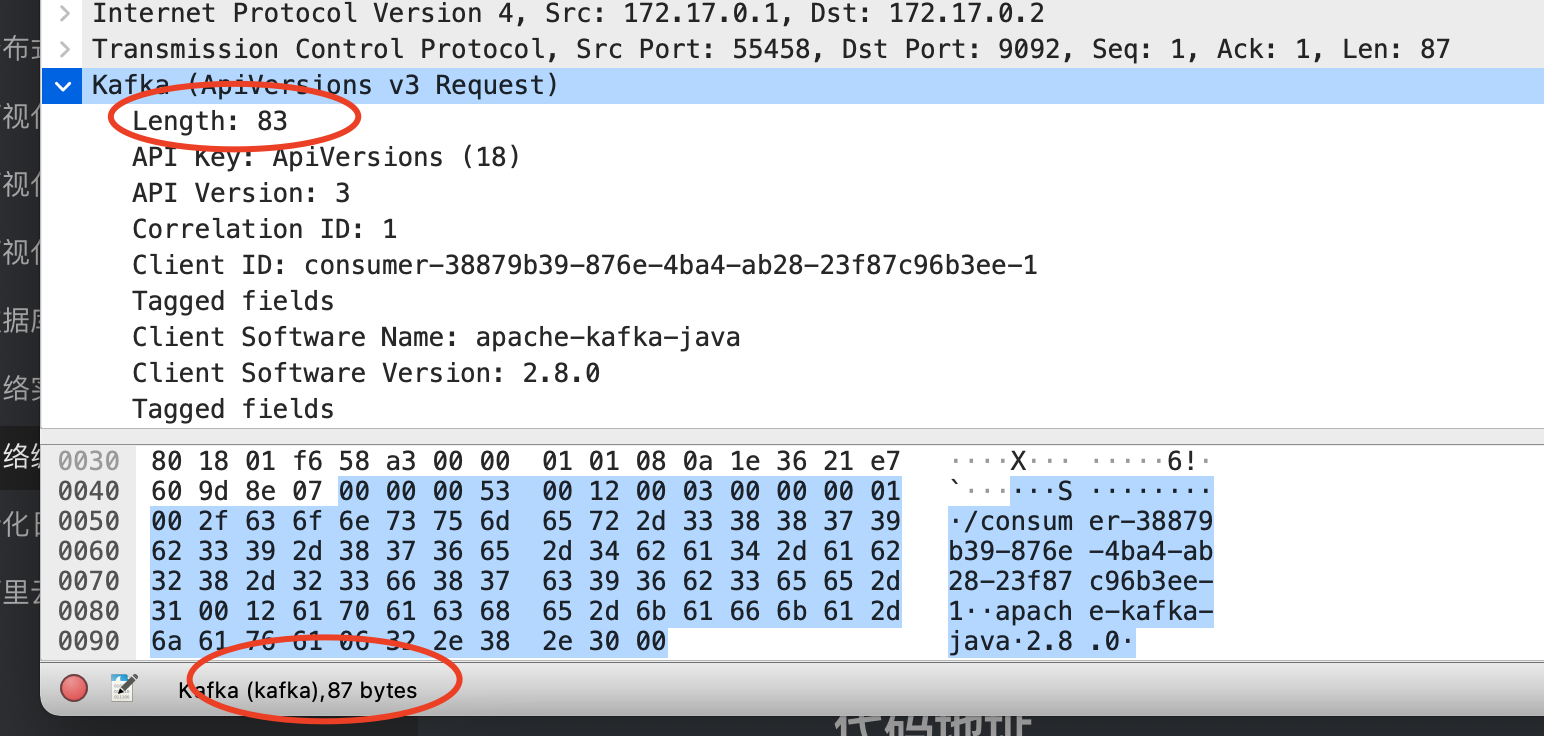 Internet Protocol Version 4, Src: 172.17.0.1, Dst: 172.17.0.2
Transmission Control Protocol, Src Port: 55458, Dst Port: 9092, Seq: 1, Ack: 1, Len: 87
Kafka (ApiVersions v3 Request)
Length: 83
API Key: ApiVersions (18)
API Version: 3
Correlation ID: 1
Client ID: consumer-38879b39-876e-4ba4-ab28-23f87c96b3ee-1
Tagged fields
Client Software Name: apache-kafka-java
Client Software Version: 2.8.0
Tagged fields
0030 80 18 01 f6 58 a3 00 00 01 01 08 0a 1e 36 21 e7 ····X··· ·····6!·
0040 60 9d 8e 07 00 00 00 53 00 12 00 03 00 00 00 01 `······S ········
0050 00 2f 63 6f 6e 73 75 6d 65 72 2d 33 38 38 37 39 ·/consum er-38879
0060 62 33 39 2d 38 37 36 65 2d 34 62 61 34 2d 61 62 b39-876e -4ba4-ab
0070 32 38 2d 32 33 66 38 37 63 39 36 62 33 65 65 2d 28-23f87 c96b3ee-
0080 31 00 12 61 70 61 63 68 65 2d 6b 61 66 6b 61 2d 1··apach e-kafka-
0090 6a 61 76 61 06 32 2e 38 2e 30 00 java·2.8 .0·
Kafka (kafka), 87 bytes
代码地址